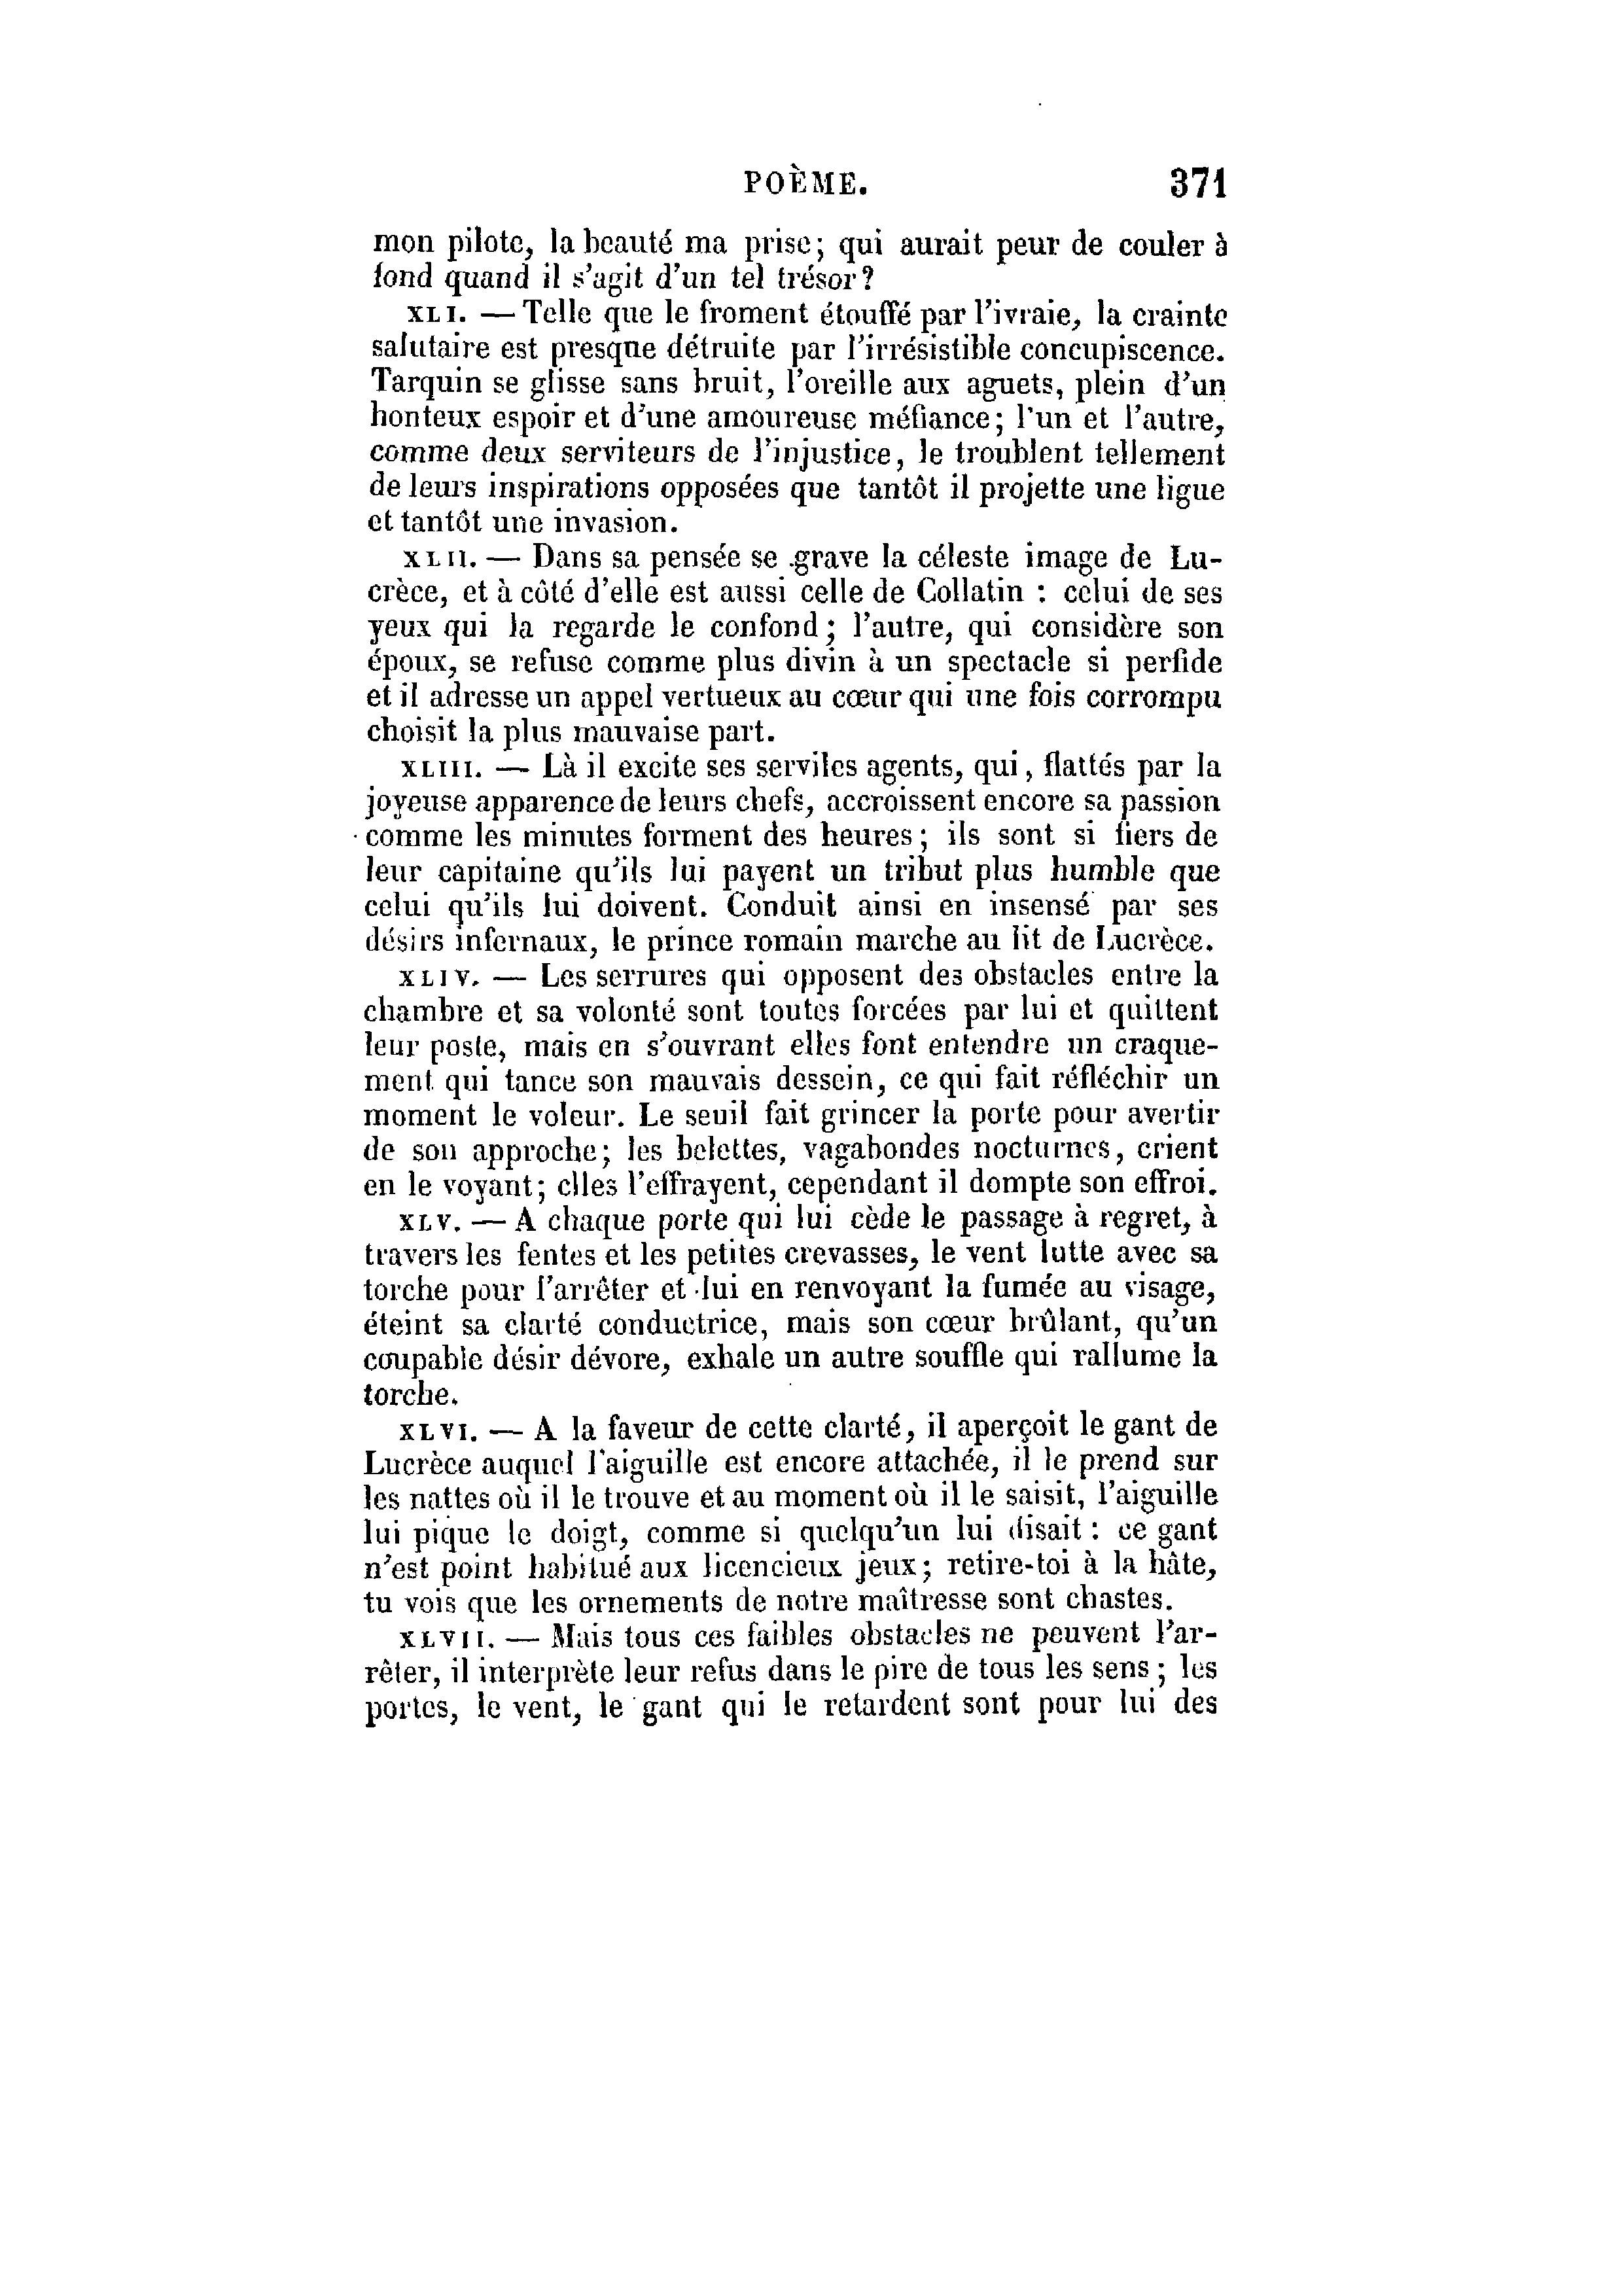 POÈME. 371
mon pilote, la beauté ma prise; qui aurait peur de couler à
fond quand il s'agit d'un tel trésor?
XLI. — Telle que le froment étouffé par l'ivraie, la crainte
salutaire est presque détruite par l'irrésistible concupiscence.
Tarquin se glisse sans bruit, l'oreille aux aguets, plein d'un
honteux espoir et d'une amoureuse méfiance; l'un et l'autre,
comme deux serviteurs de l'injustice, le troublent tellement
de leurs inspirations opposées que tantôt il projette une ligue
et tantôt une invasion.
XLII. — Dans sa pensée se grave la céleste image de Lu-
crèce, et à côté d'elle est aussi celle de Collatin : celui de ses
yeux qui la regarde le confond; l'autre, qui considère son
époux, se refuse comme plus divin à un spectacle si perfide
et il adresse un appel vertueux au cœur qui une fois corrompu
choisit la plus mauvaise part.
XLIII. — Là il excite ses serviles agents, qui, flattés par la
joyeuse apparence de leurs chefs, accroissent encore sa passion
comme les minutes forment des heures; ils sont si fiers de
leur capitaine qu'ils lui payent un tribut plus humble que
celui qu'ils lui doivent. Conduit ainsi en insensé par ses
désirs infernaux, le prince romain marche au lit de Lucrèce.
XLIV. — Les serrures qui opposent des obstacles entre la
chambre et sa volonté sont toutes forcées par lui et quittent
leur poste, mais en s'ouvrant elles font entendre un craque-
ment qui tance son mauvais dessein, ce qui fait réfléchir un
moment le voleur. Le seuil fait grincer la porte pour avertir
de son approche; les belettes, vagabondes nocturnes, crient
en le voyant; elles l'effrayent, cependant il dompte son effroi.
XLV. — A chaque porte qui lui cède le passage à regret, à
travers les fentes et les petites crevasses, le vent lutte avec sa
torche pour l'arrêter et lui en renvoyant la fumée au visage,
éteint sa clarté conductrice, mais son cœur brûlant, qu'un
coupable désir dévore, exhale un autre souffle qui rallume la
torche.
XLVI. — A la faveur de cette clarté, il aperçoit le gant de
Lucrèce auquel l'aiguille est encore attachée, il le prend sur
les nattes où il le trouve et au moment où il le saisit, l'aiguille
lui pique le doigt, comme si quelqu'un lui disait : ce gant
n'est point habitué aux licencieux jeux; retire-toi à la hâte,
tu vois que les ornements de notre maîtresse sont chastes.
XLVII. — Mais tous ces faibles obstacles ne peuvent l'ar-
rêter, il interprète leur refus dans le pire de tous les sens; les
portes, le vent, le gant qui le retardent sont pour lui des